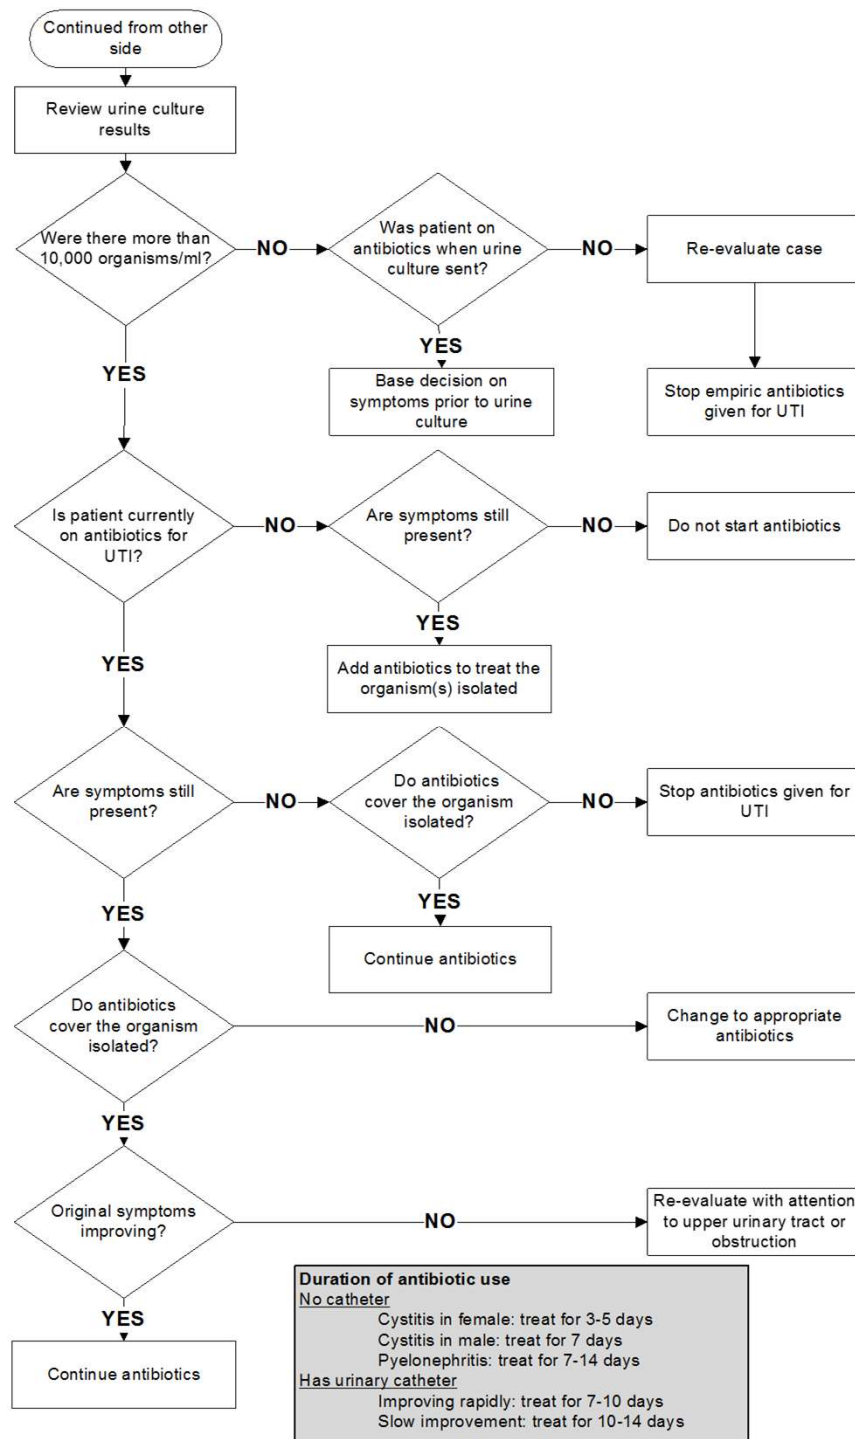 Continued from other
side
Review urine culture
results
Were there more than
10,000 organisms/ml?
NO
Was patient on
antibiotics when urine
culture sent?
NO
Re-evaluate case
YES
YES
Base decision on
symptoms prior to urine
culture
Stop empiric antibiotics
given for UTI
Is patient currently
on antibiotics for
UTI?
NO
Are symptoms still
present?
NO
Do not start antibiotics
YES
YES
Add antibiotics to treat the
organism(s) isolated
Are symptoms still
present?
NO
Do antibiotics
cover the organism
isolated?
NO
Stop antibiotics given for
UTI
YES
YES
Continue antibiotics
Do antibiotics
cover the organism
isolated?
NO
Change to appropriate
antibiotics
YES
Original symptoms
improving?
NO
Re-evaluate with attention
to upper urinary tract or
obstruction
YES
Continue antibiotics
Duration of antibiotic use
No catheter
Cystitis in female: treat for 3-5 days
Cystitis in male: treat for 7 days
Pyelonephritis: treat for 7-14 days
Has urinary catheter
Improving rapidly: treat for 7-10 days
Slow improvement: treat for 10-14 days